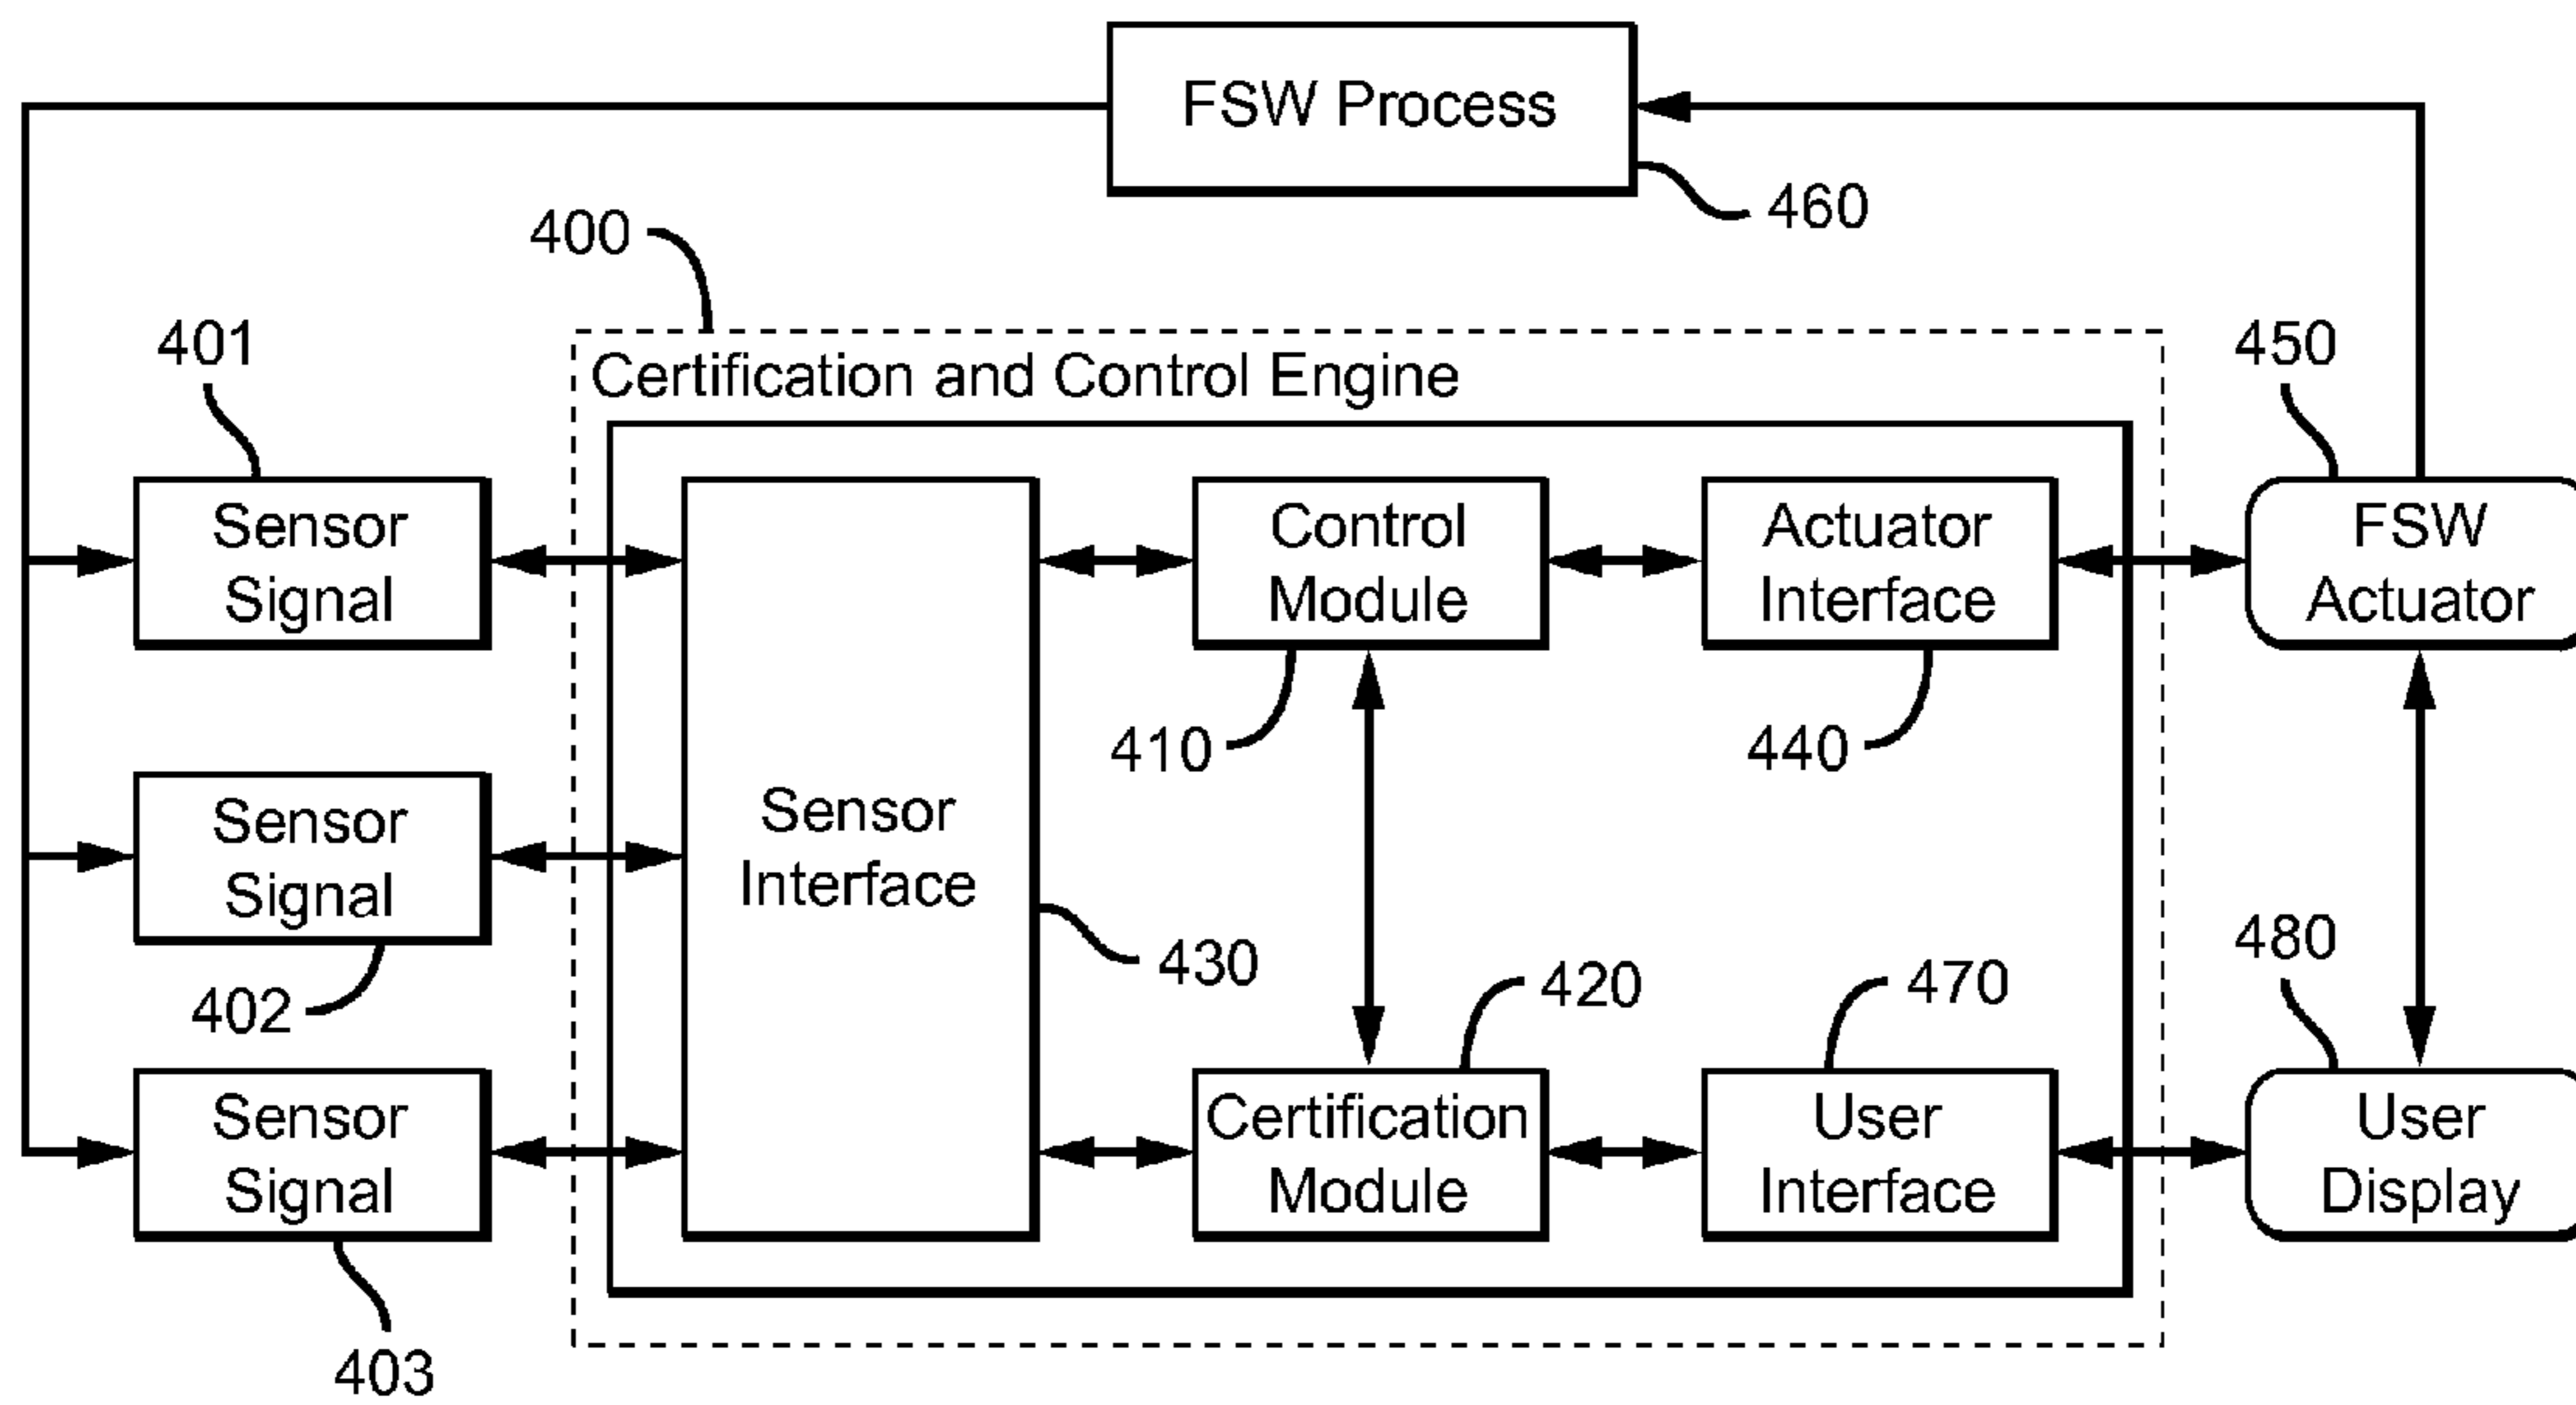 FSW Process
460
400
401
Certification and Control Engine
450
Sensor
Signal
Control
Module
Actuator
Interface
FSW
Actuator
410
440
Sensor
Signal
Sensor
Interface
402
430
420
470
480
Sensor
Signal
Certification
Module
User
Interface
User
Display
403